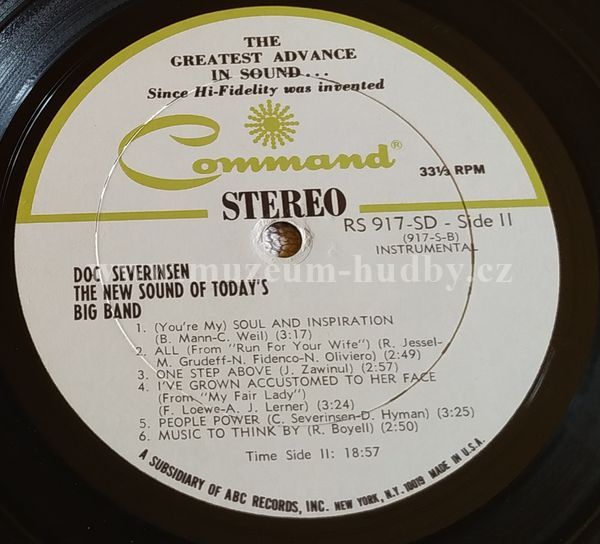 THE
GREATEST ADVANCE
IN SOUND...
Since Hi-Fidelity was invented
Command®
33⅓ RPM
STEREO
RS 917-SD - Side II
(917-S-B)
INSTRUMENTAL
www.muzeum-hudby.cz
DOC SEVERINSEN
THE NEW SOUND OF TODAY'S
BIG BAND
1. (You're My) SOUL AND INSPIRATION
(B. Mann-C. Weil) (3:17)
2. ALL (From "Run For Your Wife") (R. Jessel-
M. Grudeff-N. Fidenco-N. Oliviero) (2:49)
3. ONE STEP ABOVE (J. Zawinul) (2:57)
4. I'VE GROWN ACCUSTOMED TO HER FACE
(From "My Fair Lady")
(F. Loewe-A. J. Lerner) (3:24)
5. PEOPLE POWER (C. Severinsen-D. Hyman) (3:25)
6. MUSIC TO THINK BY (R. Boyell) (2:50)
Time Side II: 18:57
A SUBSIDIARY OF ABC RECORDS, INC. NEW YORK, N.Y. 10019 MADE IN U.S.A.